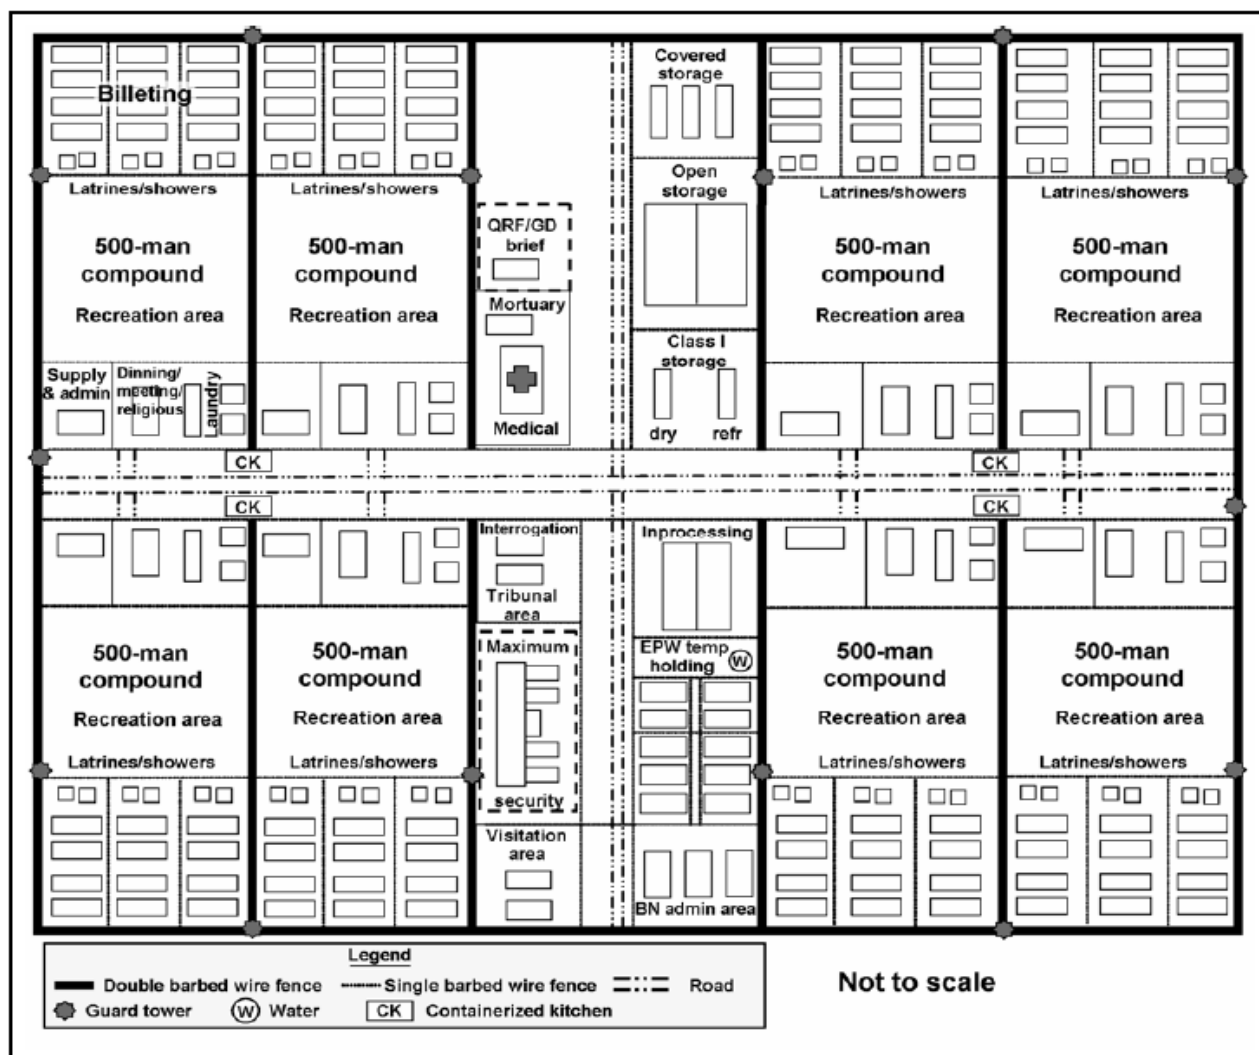 Covered
storage
Billeting
Latrines/showers
Latrines/showers
Open
storage
Latrines/showers
Latrines/showers
500-man
compound
Recreation area
500-man
compound
Recreation area
QRF/GD
brief
Mortuary
Medical
500-man
compound
Recreation area
500-man
compound
Recreation area
Class I
storage
dry refr
Supply
& admin
Dinning/
meeting/
religious
Laundry
CK
CK
CK
CK
Interrogation
Tribunal
area
Inprocessing
500-man
compound
Recreation area
Latrines/showers
500-man
compound
Recreation area
Latrines/showers
Maximum
security
EPW temp
holding W
500-man
compound
Recreation area
Latrines/showers
500-man
compound
Recreation area
Latrines/showers
Visitation
area
BN admin area
Legend
Double barbed wire fence Single barbed wire fence Road
Guard tower W Water CK Containerized kitchen
Not to scale